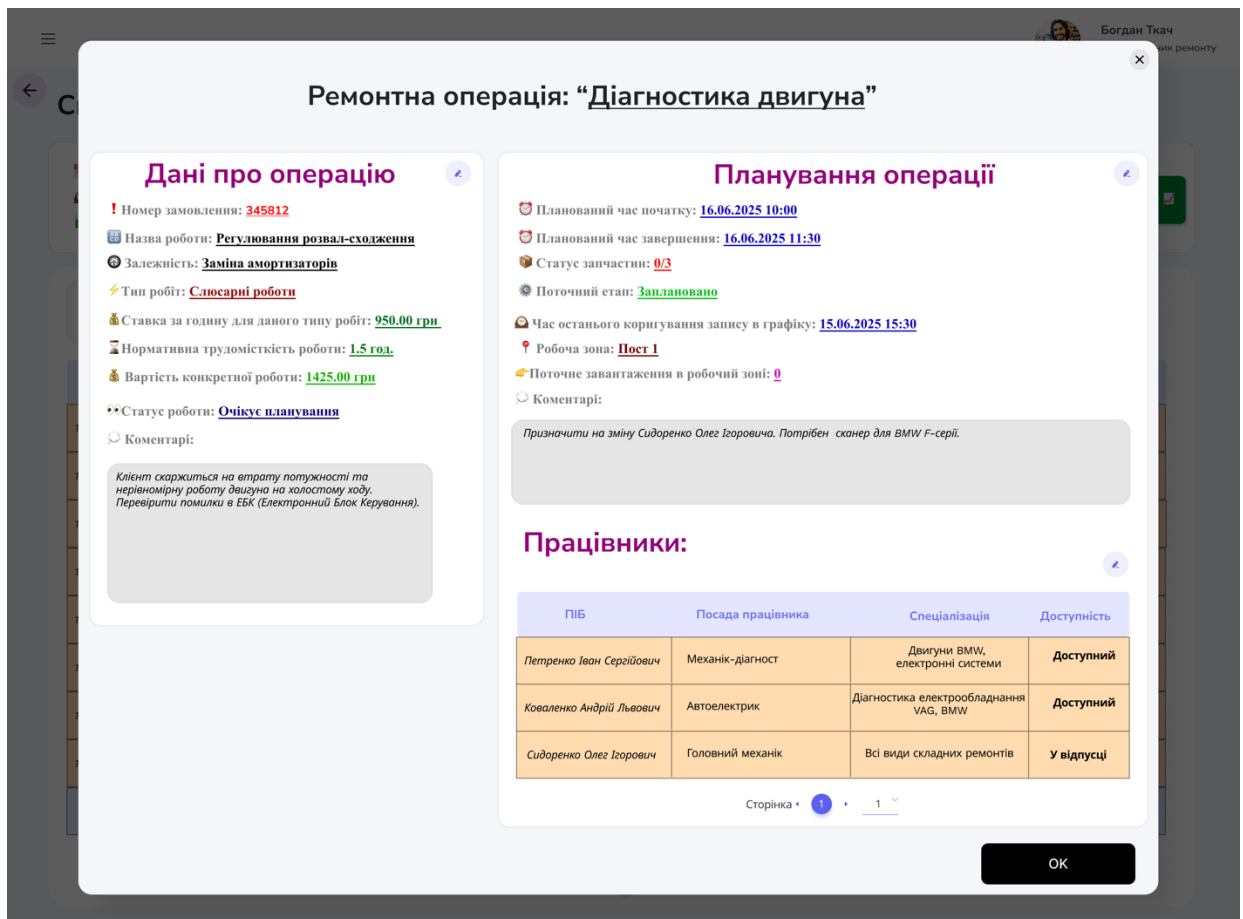 Богдан Ткач
ник ремонту
Ремонтна операція: “Діагностика двигуна”
Дані про операцію
Номер замовлення: 345812
Назва роботи: Регулювання розвал-сходження
Залежність: Заміна амортизаторів
Тип робіт: Слюсарні роботи
Ставка за годину для даного типу робіт: 950.00 грн
Нормативна трудомісткість роботи: 1.5 год.
Вартість конкретної роботи: 1425.00 грн
Статус роботи: Очікує планування
Коментарі:
Клієнт скаржиться на втрату потужності та
нерівномірну роботу двигуна на холостому ходу.
Перевірити помилки в ЕБК (Електронний Блок Керування).
Планування операції
Планований час початку: 16.06.2025 10:00
Планований час завершення: 16.06.2025 11:30
Статус запчастин: 0/3
Поточний етап: Заплановано
Час останього коригування запису в графіку: 15.06.2025 15:30
Робоча зона: Пост 1
Поточне завантаження в робочий зоні: 0
Коментарі:
Призначити на зміну Сидоренко Олег Ігоровича. Потрібен сканер для BMW F-серії.
Працівники:
ПІБ Посада працівника Спеціалізація Доступність
Петренко Іван Сергійович Механік-діагност Двигуни BMW, електронні системи Доступний
Коваленко Андрій Львович Автоелектрик Діагностика електрообладнання VAG, BMW Доступний
Сидоренко Олег Ігорович Головний механік Всі види складних ремонтів У відпусці
Сторінка 1 1
OK